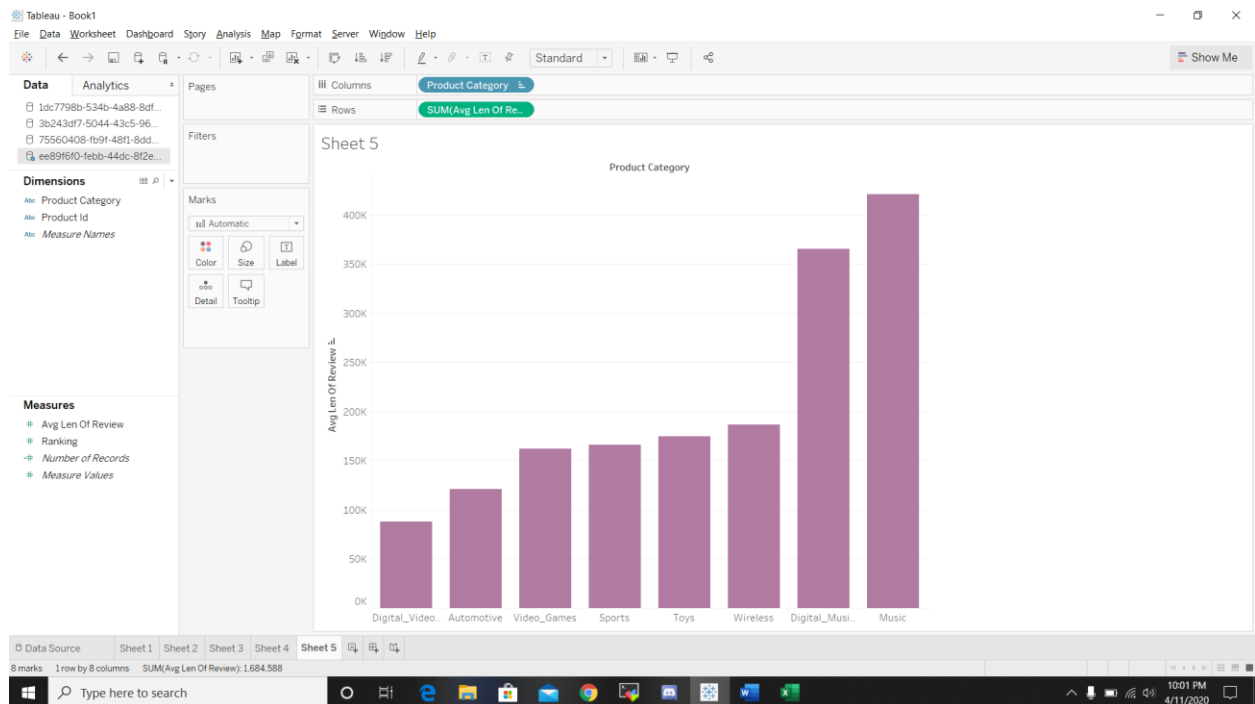 Tableau - Book1
File Data Worksheet Dashboard Story Analysis Map Format Server Window Help
Standard
Show Me
Data Analytics
1dc7798b-534b-4a88-8df...
3b243df7-5044-43c5-96...
75560408-fb9f-48f1-8dd...
ee89f6f0-febb-44dc-8f2e...
Dimensions
Abc Product Category
Abc Product Id
Abc Measure Names
Measures
# Avg Len Of Review
# Ranking
=# Number of Records
# Measure Values
Pages
Filters
Marks
Automatic
Color Size Label
Detail Tooltip
Columns Product Category
Rows SUM(Avg Len Of Re..
Sheet 5
Product Category
Avg Len Of Review
400K
350K
300K
250K
200K
150K
100K
50K
0K
Digital_Video.. Automotive Video_Games Sports Toys Wireless Digital_Musi.. Music
Data Source Sheet 1 Sheet 2 Sheet 3 Sheet 4 Sheet 5
8 marks 1 row by 8 columns SUM(Avg Len Of Review): 1,684,588
Type here to search
10:01 PM
4/11/2020